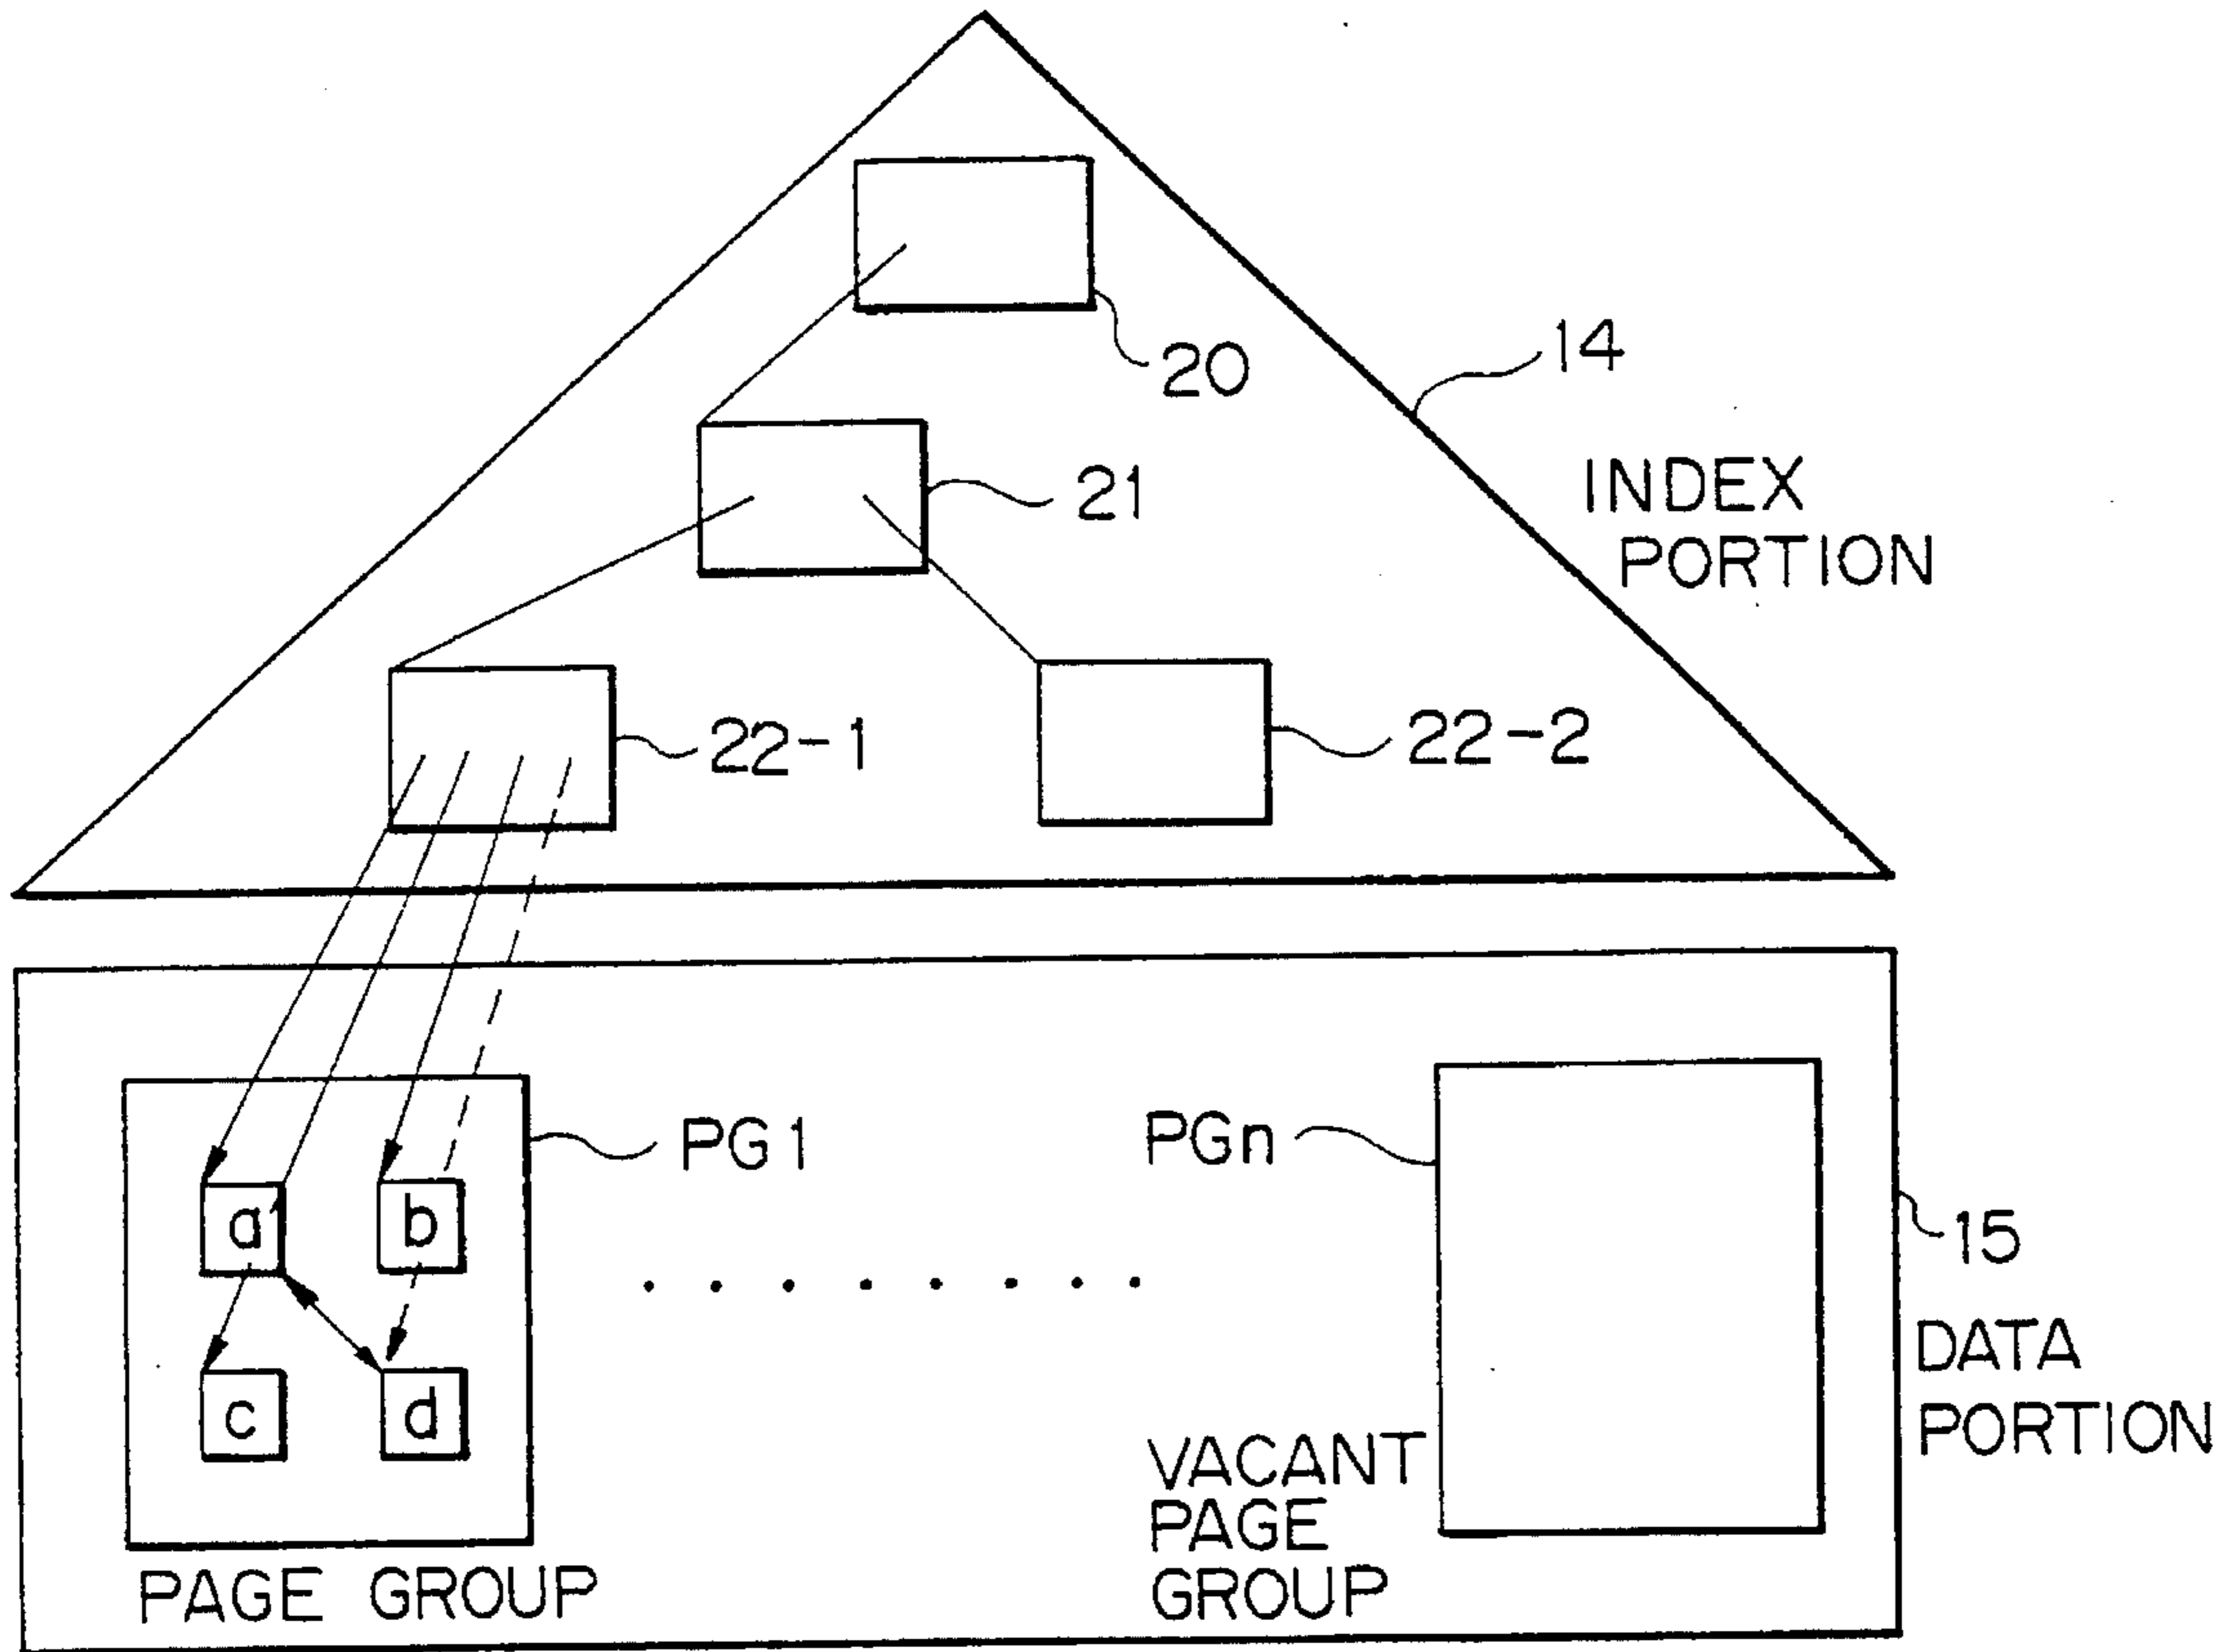 20
14
INDEX
PORTION
21
22-1
22-2
PG1
PGn
a
b
15
c
d
DATA
PORTION
VACANT
PAGE
GROUP
PAGE GROUP